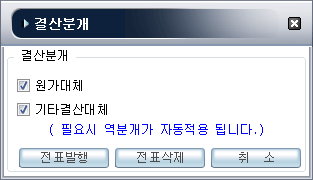 결산분개
결산분개
원가대체
기타결산대체
( 필요시 역분개가 자동적용 됩니다.)
전표발행 전표삭제 취 소